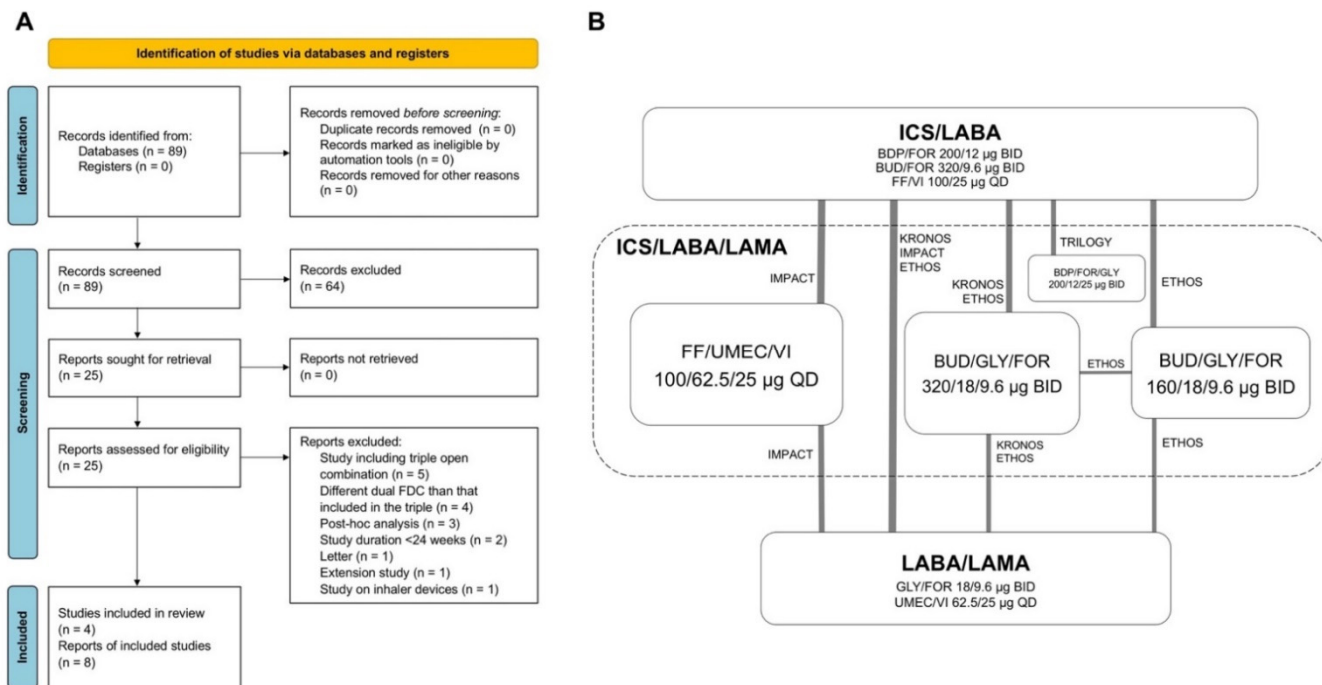 A
Identification of studies via databases and registers
Identification
Records identified from:
Databases (n = 89)
Registers (n = 0)
Records removed before screening:
Duplicate records removed (n = 0)
Records marked as ineligible by
automation tools (n = 0)
Records removed for other reasons
(n = 0)
Screening
Records screened
(n = 89)
Records excluded
(n = 64)
Reports sought for retrieval
(n = 25)
Reports not retrieved
(n = 0)
Reports assessed for eligibility
(n = 25)
Reports excluded:
Study including triple open
combination (n = 5)
Different dual FDC than that
included in the triple (n = 4)
Post-hoc analysis (n = 3)
Study duration <24 weeks (n = 2)
Letter (n = 1)
Extension study (n = 1)
Study on inhaler devices (n = 1)
Included
Studies included in review
(n = 4)
Reports of included studies
(n = 8)
B
ICS/LABA
BDP/FOR 200/12 µg BID
BUD/FOR 320/9.6 µg BID
FF/VI 100/25 µg QD
ICS/LABA/LAMA
IMPACT
KRONOS
IMPACT
ETHOS
KRONOS
ETHOS
TRILOGY
BDP/FOR/GLY
200/12/25 µg BID
ETHOS
FF/UMEC/VI
100/62.5/25 µg QD
BUD/GLY/FOR
320/18/9.6 µg BID
ETHOS
BUD/GLY/FOR
160/18/9.6 µg BID
IMPACT
KRONOS
ETHOS
ETHOS
LABA/LAMA
GLY/FOR 18/9.6 µg BID
UMEC/VI 62.5/25 µg QD